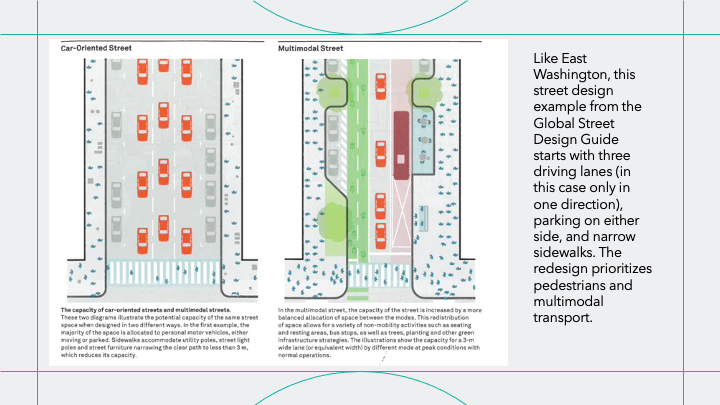 Car-Oriented Street
Multimodal Street
The capacity of car-oriented streets and multimodal streets.
These two diagrams illustrate the potential capacity of the same street
space when designed in two different ways. In the first example, the
majority of the space is allocated to personal motor vehicles, either
moving or parked. Sidewalks accommodate utility poles, street light
poles and street furniture narrowing the clear path to less than 3 m,
which reduces its capacity.
In the multimodal street, the capacity of the street is increased by a more
balanced allocation of space between the modes. This redistribution
of space allows for a variety of non-mobility activities such as seating
and resting areas, bus stops, as well as trees, planting and other green
infrastructure strategies. The illustrations show the capacity for a 3-m
wide lane (or equivalent width) by different mode at peak conditions with
normal operations.
Like East
Washington, this
street design
example from the
Global Street
Design Guide
starts with three
driving lanes (in
this case only in
one direction),
parking on either
side, and narrow
sidewalks. The
redesign prioritizes
pedestrians and
multimodal
transport.